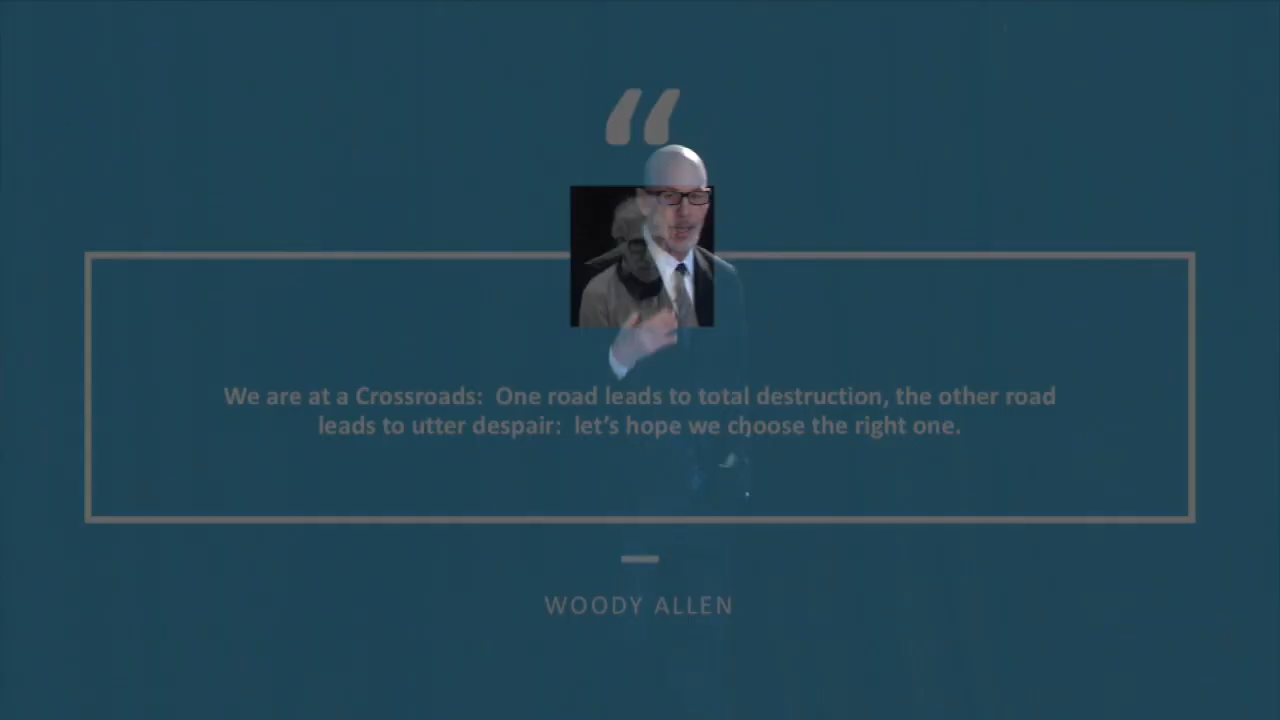 “
We are at a Crossroads:  One road leads to total destruction, the other road
leads to utter despair:  let’s hope we choose the right one.
WOODY ALLEN